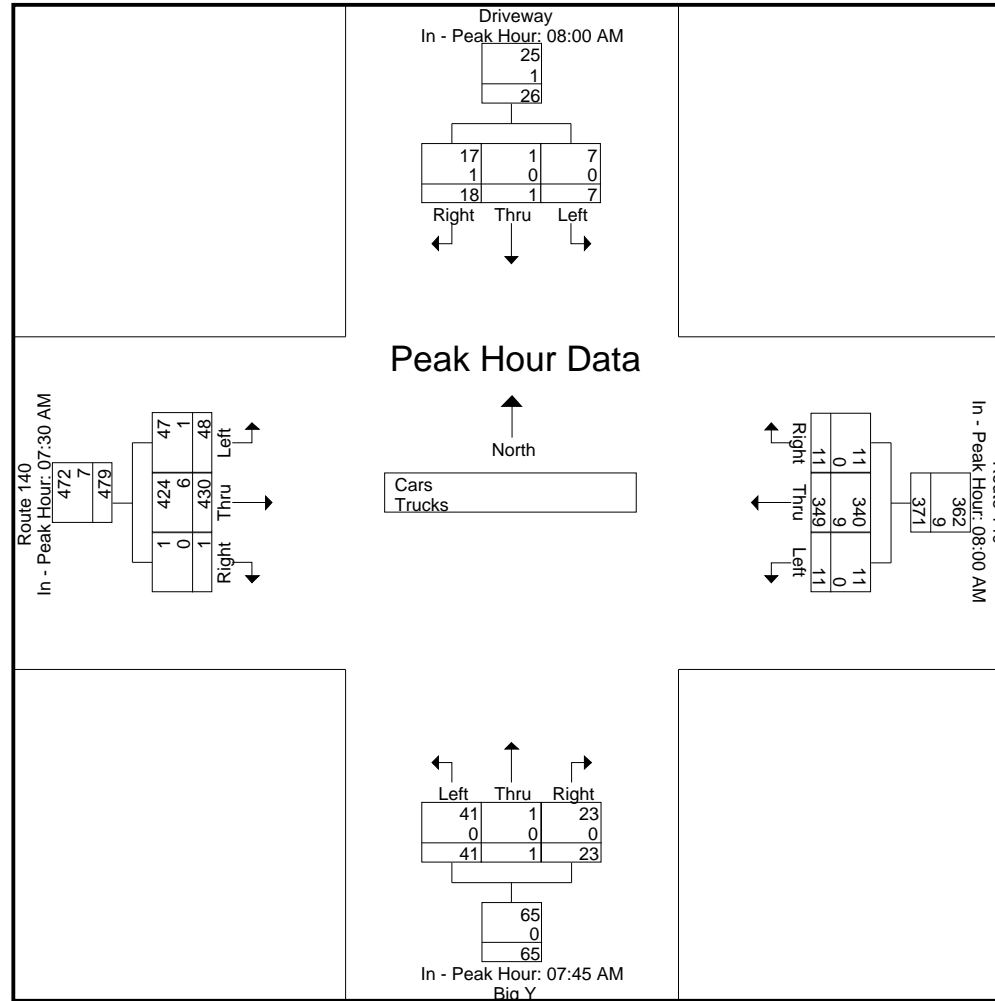 Driveway
In - Peak Hour: 08:00 AM
25
1
26
17 1 7
1 0 0
18 1 7
Right Thru Left
Peak Hour Data
North
Cars
Trucks
Route 140
In - Peak Hour: 07:30 AM
472
7
479
47 1 48
Left
424 6 430
Thru
1 0 1
Right
In - Peak Hour: 08:00 AM
362
9
371
Right
11 0 11
Thru
349 9 340
Left
11 0 11
Left Thru Right
41 1 23
0 0 0
41 1 23
65
0
65
In - Peak Hour: 07:45 AM
Big Y